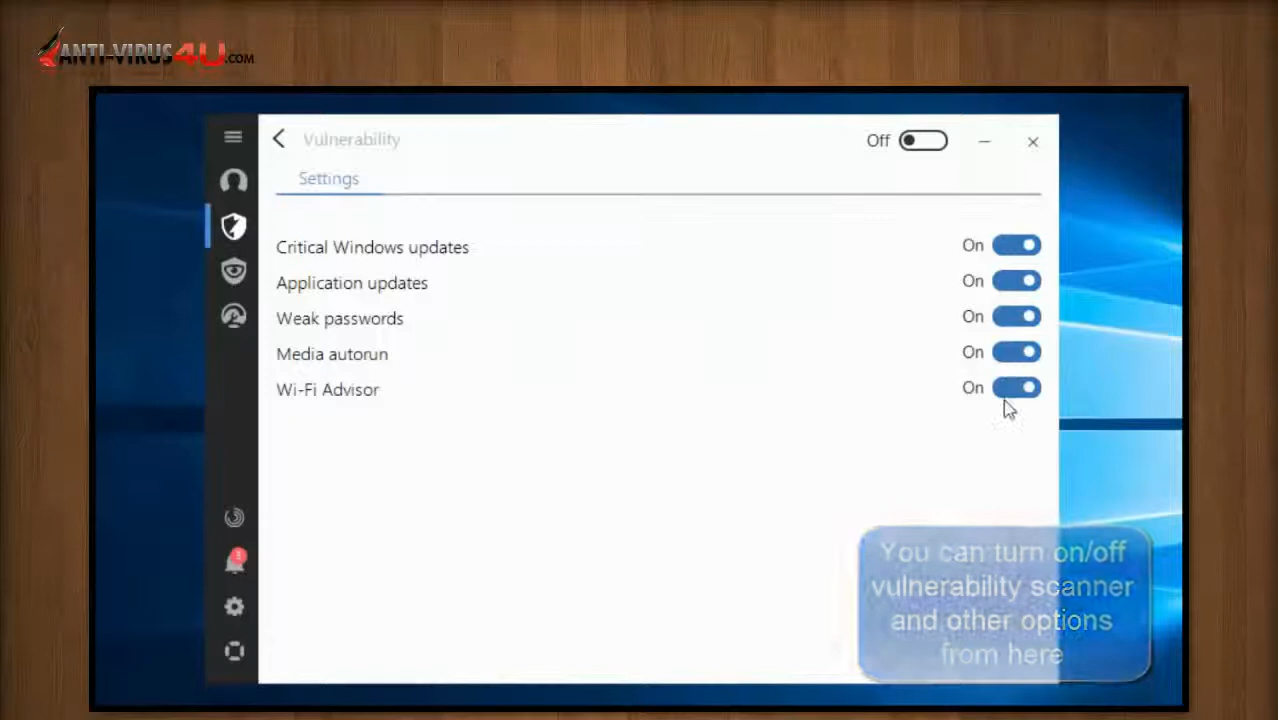 ANTI-VIRUS4U.COM
Vulnerability
Off
Settings
Critical Windows updates On
Application updates On
Weak passwords On
Media autorun On
Wi-Fi Advisor On
You can turn on/off
vulnerability scanner
and other options
from here